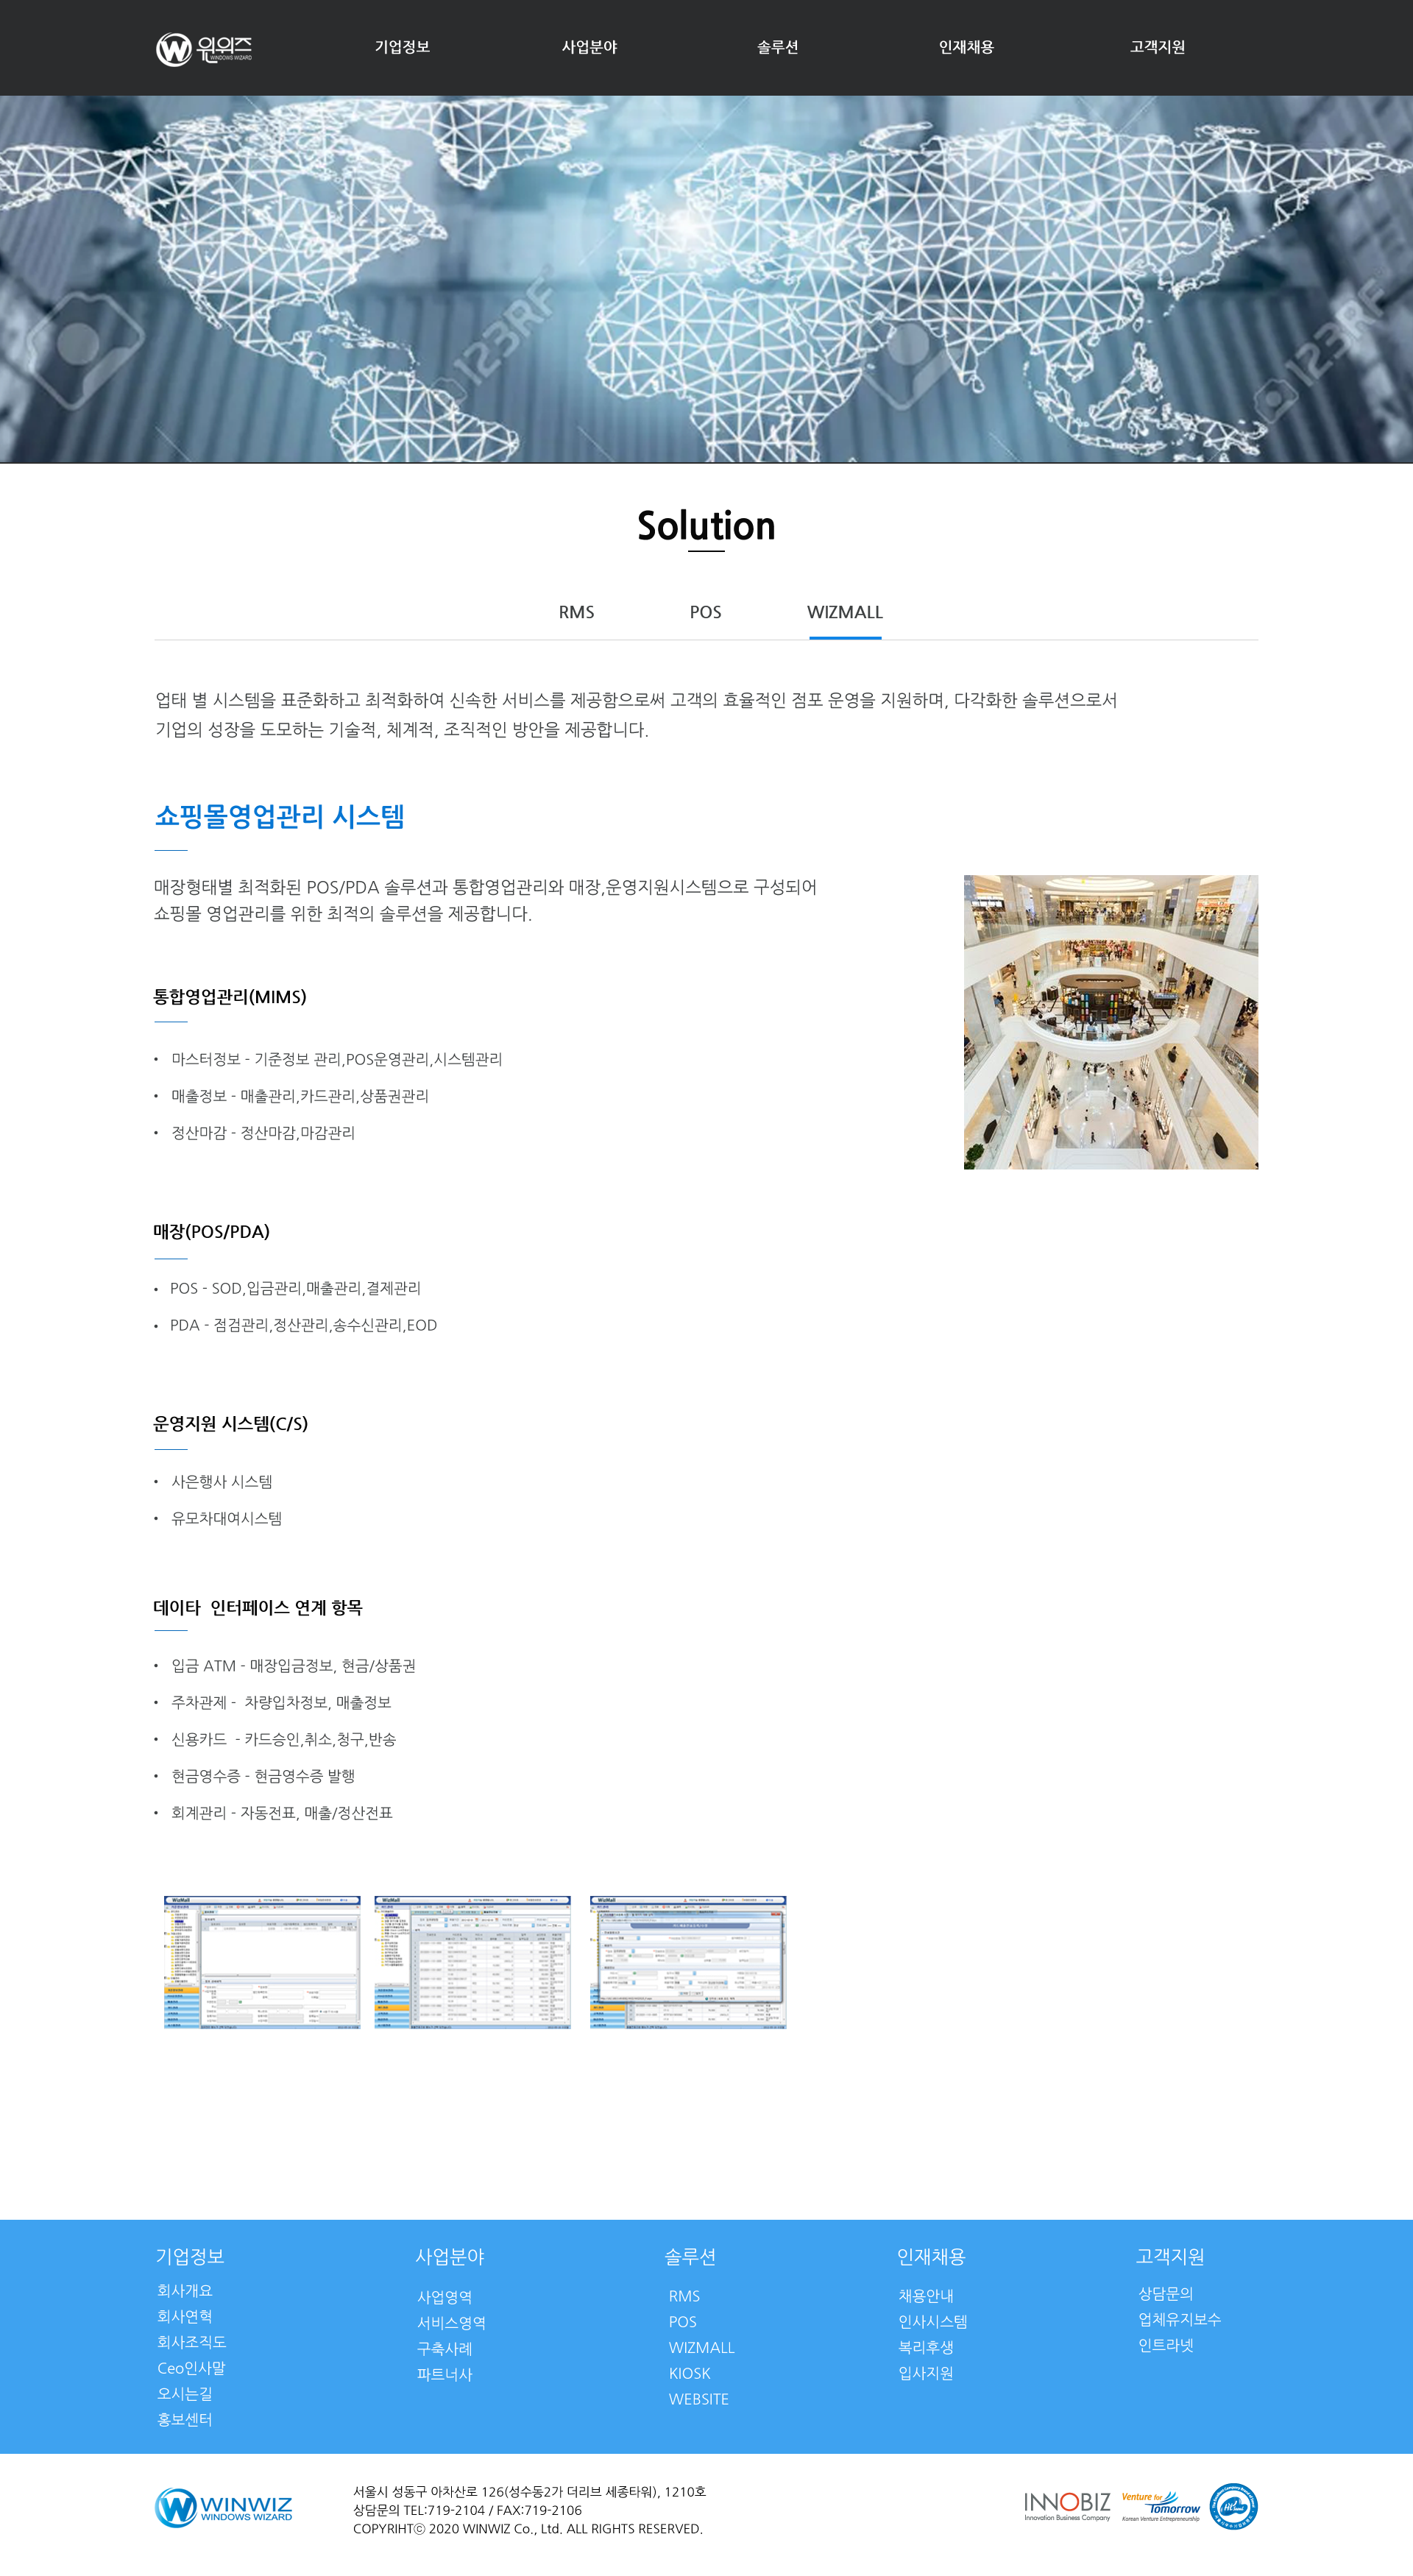 윈위즈
WINDOWS WIZARD
기업정보 사업분야 솔루션 인재채용 고객지원
123RF 123RF
Solution
RMS POS WIZMALL
업태 별 시스템을 표준화하고 최적화하여 신속한 서비스를 제공함으로써 고객의 효율적인 점포 운영을 지원하며, 다각화한 솔루션으로서
기업의 성장을 도모하는 기술적, 체계적, 조직적인 방안을 제공합니다.
쇼핑몰영업관리 시스템
매장형태별 최적화된 POS/PDA 솔루션과 통합영업관리와 매장,운영지원시스템으로 구성되어
쇼핑몰 영업관리를 위한 최적의 솔루션을 제공합니다.
통합영업관리(MIMS)
• 마스터정보 - 기준정보 관리,POS운영관리,시스템관리
• 매출정보 - 매출관리,카드관리,상품권관리
• 정산마감 - 정산마감,마감관리
매장(POS/PDA)
• POS - SOD,입금관리,매출관리,결제관리
• PDA - 점검관리,정산관리,송수신관리,EOD
운영지원 시스템(C/S)
• 사은행사 시스템
• 유모차대여시스템
데이타  인터페이스 연계 항목
• 입금 ATM - 매장입금정보, 현금/상품권
• 주차관제 -  차량입차정보, 매출정보
• 신용카드  - 카드승인,취소,청구,반송
• 현금영수증 - 현금영수증 발행
• 회계관리 - 자동전표, 매출/정산전표
WizMall WizMall WizMall
기업정보
회사개요
회사연혁
회사조직도
Ceo인사말
오시는길
홍보센터
사업분야
사업영역
서비스영역
구축사례
파트너사
솔루션
RMS
POS
WIZMALL
KIOSK
WEBSITE
인재채용
채용안내
인사시스템
복리후생
입사지원
고객지원
상담문의
업체유지보수
인트라넷
WINWIZ
WINDOWS WIZARD
서울시 성동구 아차산로 126(성수동2가 더리브 세종타워), 1210호
상담문의 TEL:719-2104 / FAX:719-2106
COPYRIHTⓒ 2020 WINWIZ Co., Ltd. ALL RIGHTS RESERVED.
INNOBIZ
Innovation Business Company
Venture for
Tomorrow
Korean Venture Entrepreneurship